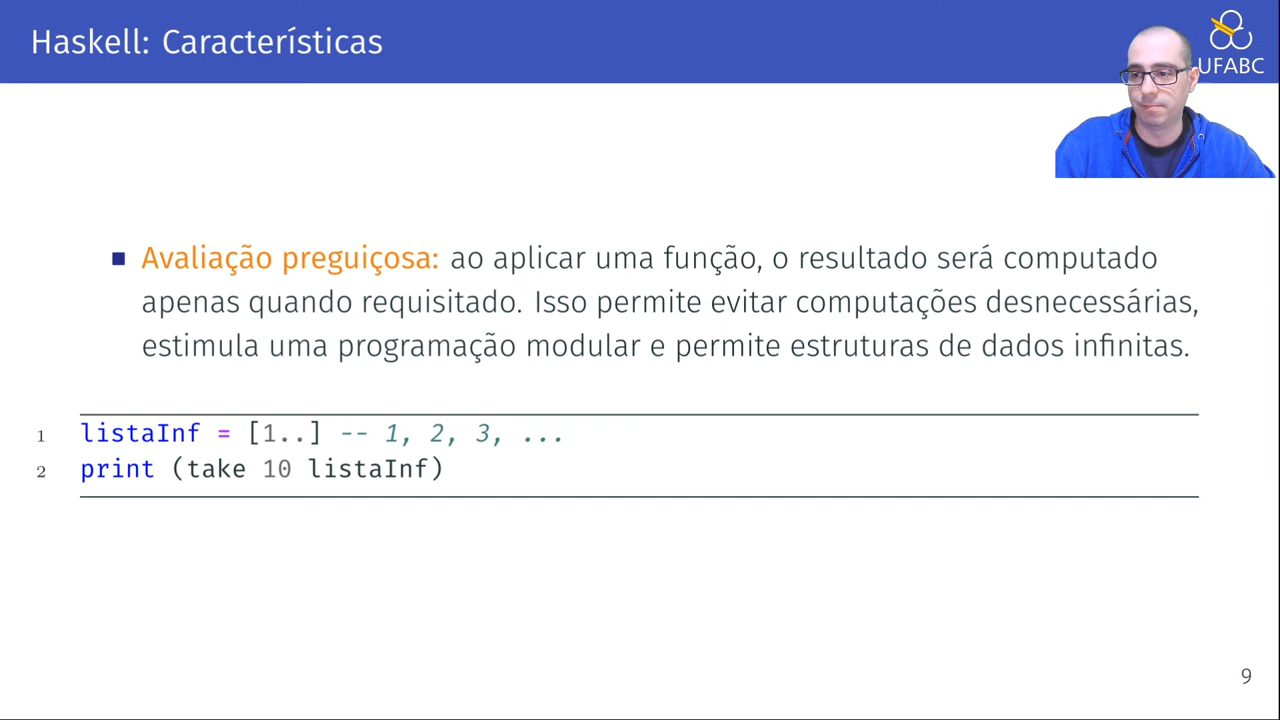 Haskell: Características
UFABC
■ Avaliação preguiçosa: ao aplicar uma função, o resultado será computado
apenas quando requisitado. Isso permite evitar computações desnecessárias,
estimula uma programação modular e permite estruturas de dados infinitas.
1 listaInf = [1..] -- 1, 2, 3, ...
2 print (take 10 listaInf)
9